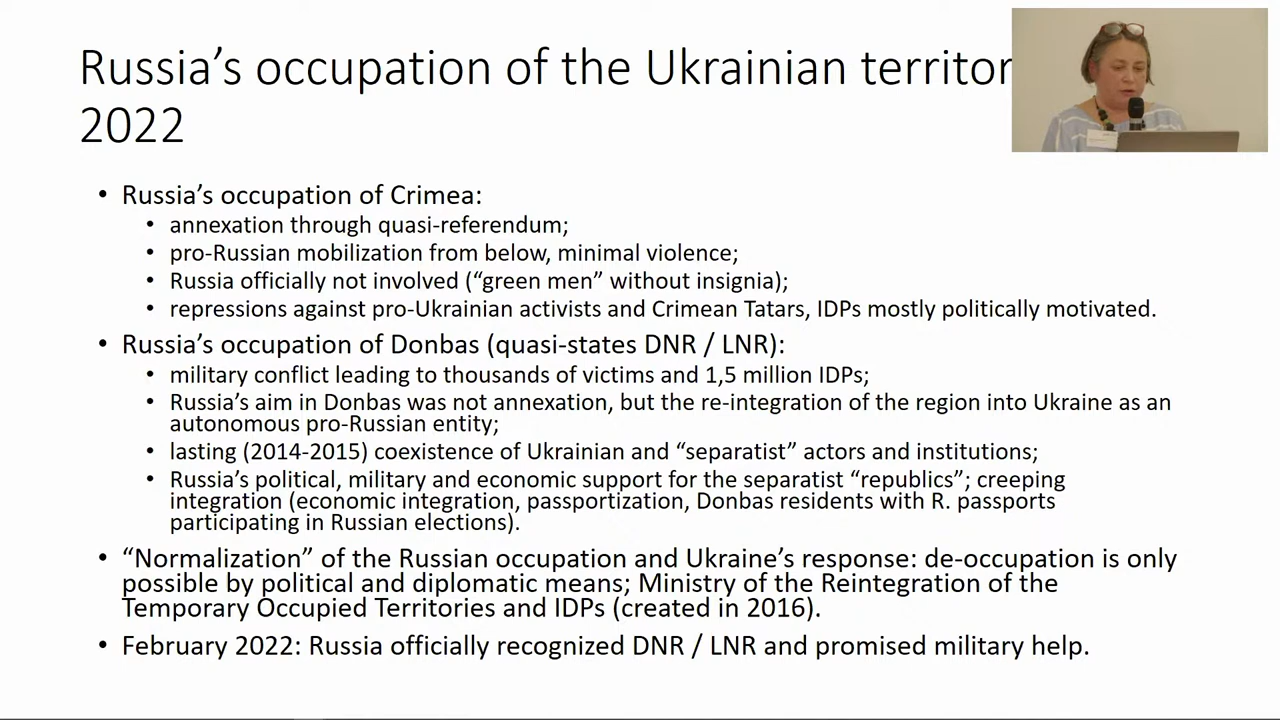 Russia’s occupation of the Ukrainian
2022
• Russia’s occupation of Crimea:
• annexation through quasi-referendum;
• pro-Russian mobilization from below, minimal violence;
• Russia officially not involved (“green men” without insignia);
• repressions against pro-Ukrainian activists and Crimean Tatars, IDPs mostly politically motivated.
• Russia’s occupation of Donbas (quasi-states DNR / LNR):
• military conflict leading to thousands of victims and 1,5 million IDPs;
• Russia’s aim in Donbas was not annexation, but the re-integration of the region into Ukraine as an
autonomous pro-Russian entity;
• lasting (2014-2015) coexistence of Ukrainian and “separatist” actors and institutions;
• Russia’s political, military and economic support for the separatist “republics”; creeping
integration (economic integration, passportization, Donbas residents with R. passports
participating in Russian elections).
• “Normalization” of the Russian occupation and Ukraine’s response: de-occupation is only
possible by political and diplomatic means; Ministry of the Reintegration of the
Temporary Occupied Territories and IDPs (created in 2016).
• February 2022: Russia officially recognized DNR / LNR and promised military help.